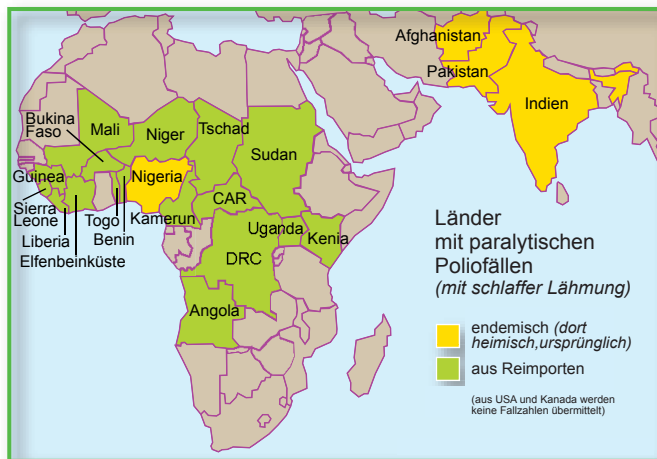 Afghanistan
Pakistan
Indien
Bukina
Faso
Mali
Niger
Tschad
Sudan
Guinea
Nigeria
Sierra
Leone
Liberia
Elfenbeinküste
Togo
Benin
Kamerun
CAR
Uganda
Kenia
DRC
Angola
Länder
mit paralytischen
Poliofällen
(mit schlaffer Lähmung)
endemisch (dort
heimisch,ursprünglich)
aus Reimporten
(aus USA und Kanada werden
keine Fallzahlen übermittelt)